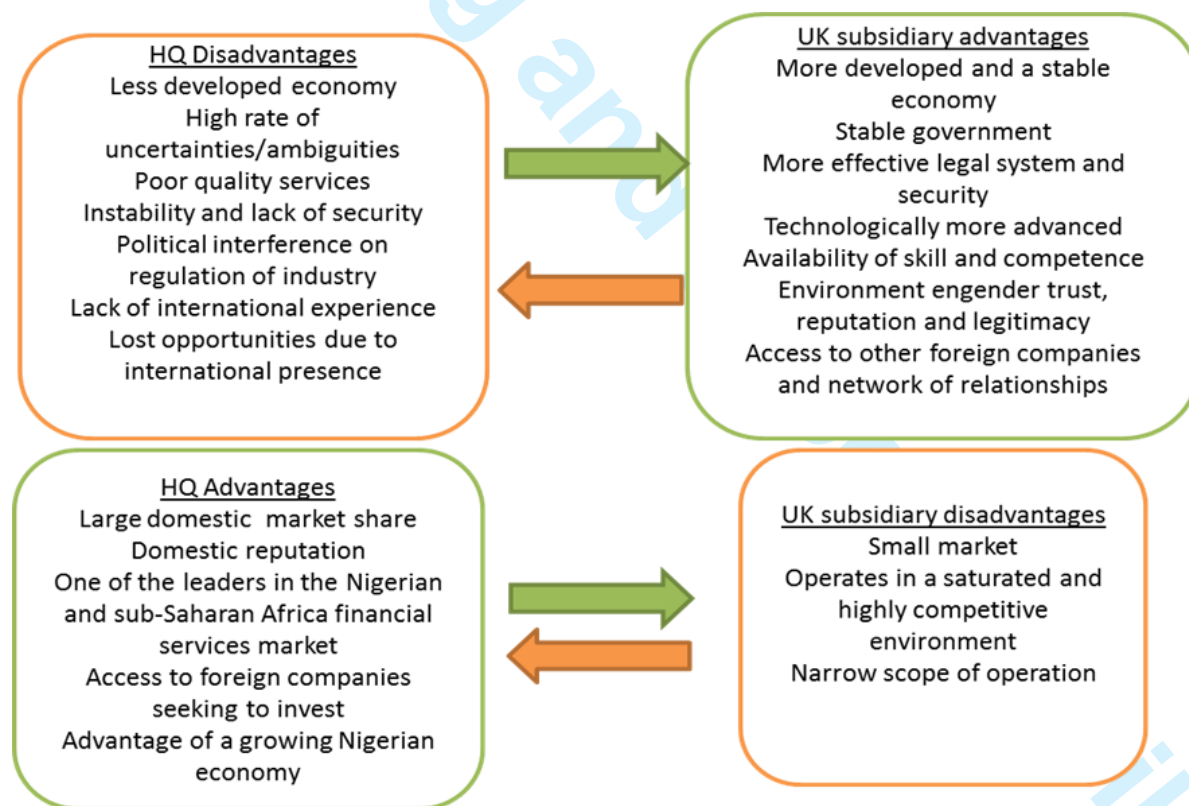 HQ Disadvantages
Less developed economy
High rate of
uncertainties/ambiguities
Poor quality services
Instability and lack of security
Political interference on
regulation of industry
Lack of international experience
Lost opportunities due to
international presence
UK subsidiary advantages
More developed and a stable
economy
Stable government
More effective legal system and
security
Technologically more advanced
Availability of skill and competence
Environment engender trust,
reputation and legitimacy
Access to other foreign companies
and network of relationships
HQ Advantages
Large domestic market share
Domestic reputation
One of the leaders in the Nigerian
and sub-Saharan Africa financial
services market
Access to foreign companies
seeking to invest
Advantage of a growing Nigerian
economy
UK subsidiary disadvantages
Small market
Operates in a saturated and
highly competitive
environment
Narrow scope of operation
and